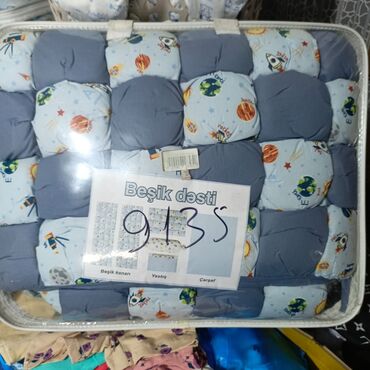 Beşik dəsti
9135
Beşik kənarı Yastıq Çarşaf